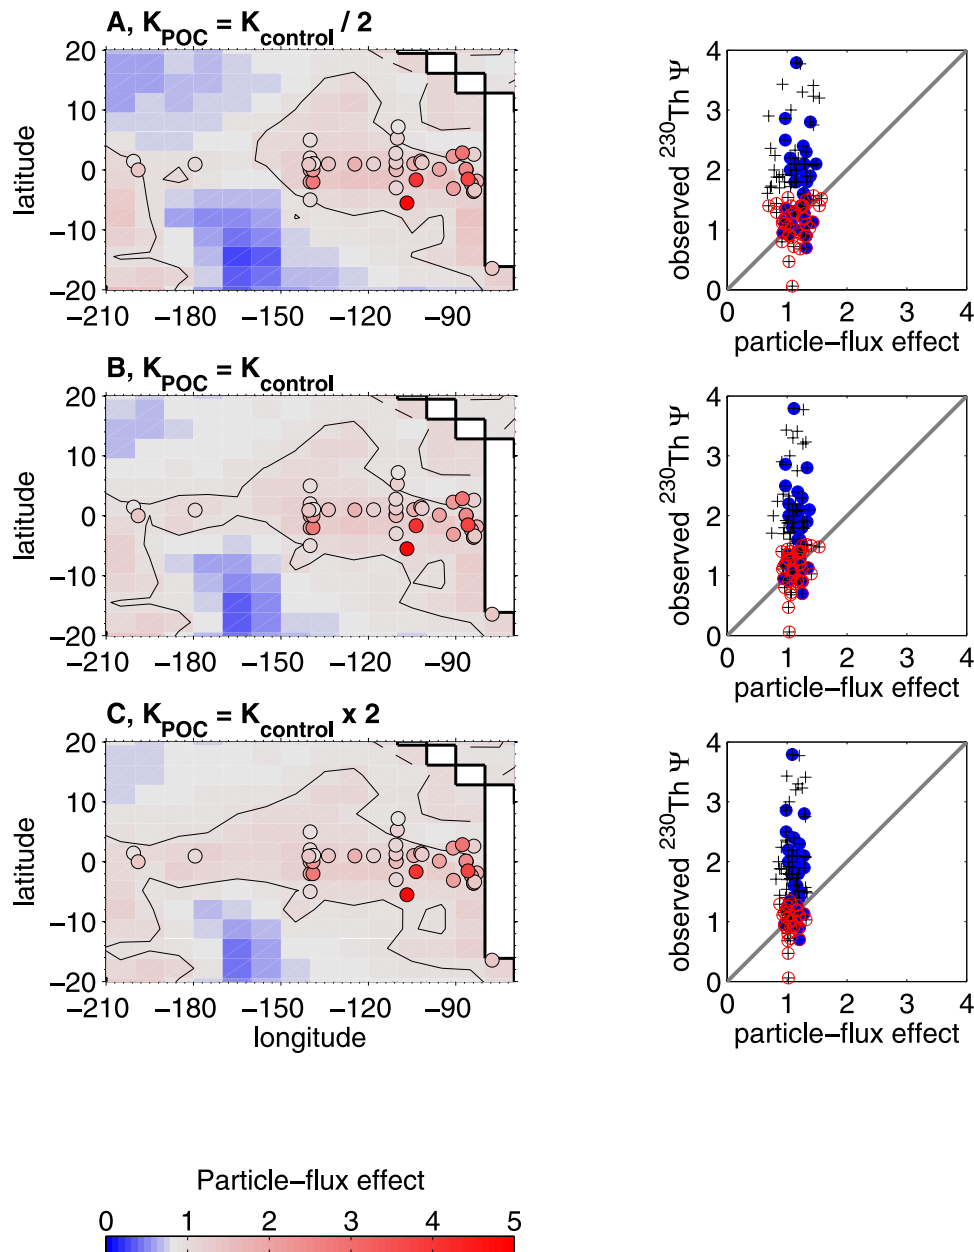 A, K_POC = K_control / 2
20
10
0
−10
−20
latitude
−210 −180 −150 −120 −90
4
3
2
1
0
observed ²³⁰Th Ψ
0 1 2 3 4
particle−flux effect
B, K_POC = K_control
20
10
0
−10
−20
latitude
−210 −180 −150 −120 −90
4
3
2
1
0
observed ²³⁰Th Ψ
0 1 2 3 4
particle−flux effect
C, K_POC = K_control x 2
20
10
0
−10
−20
latitude
−210 −180 −150 −120 −90
longitude
4
3
2
1
0
observed ²³⁰Th Ψ
0 1 2 3 4
particle−flux effect
Particle−flux effect
0 1 2 3 4 5